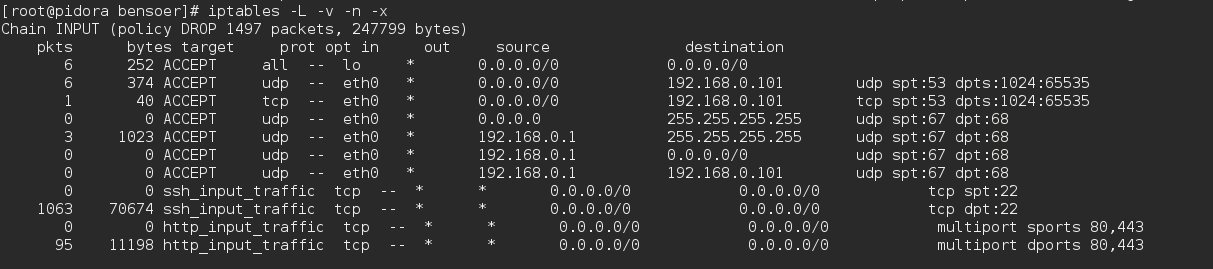 [root@pidora bensoer]# iptables -L -v -n -x
Chain INPUT (policy DROP 1497 packets, 247799 bytes)
    pkts      bytes target     prot opt in     out     source               destination
       6      252 ACCEPT     all  --  lo     *       0.0.0.0/0            0.0.0.0/0
       6      374 ACCEPT     udp  --  eth0   *       0.0.0.0/0            192.168.0.101        udp spt:53 dpts:1024:65535
       1       40 ACCEPT     tcp  --  eth0   *       0.0.0.0/0            192.168.0.101        tcp spt:53 dpts:1024:65535
       0        0 ACCEPT     udp  --  eth0   *       0.0.0.0              255.255.255.255      udp spt:67 dpt:68
       3     1023 ACCEPT     udp  --  eth0   *       192.168.0.1          255.255.255.255      udp spt:67 dpt:68
       0        0 ACCEPT     udp  --  eth0   *       192.168.0.1          0.0.0.0/0            udp spt:67 dpt:68
       0        0 ACCEPT     udp  --  eth0   *       192.168.0.1          192.168.0.101        udp spt:67 dpt:68
       0        0 ssh_input_traffic  tcp  --  *      *       0.0.0.0/0            0.0.0.0/0            tcp spt:22
    1063    70674 ssh_input_traffic  tcp  --  *      *       0.0.0.0/0            0.0.0.0/0            tcp dpt:22
       0        0 http_input_traffic  tcp  --  *      *       0.0.0.0/0            0.0.0.0/0            multiport sports 80,443
      95    11198 http_input_traffic  tcp  --  *      *       0.0.0.0/0            0.0.0.0/0            multiport dports 80,443